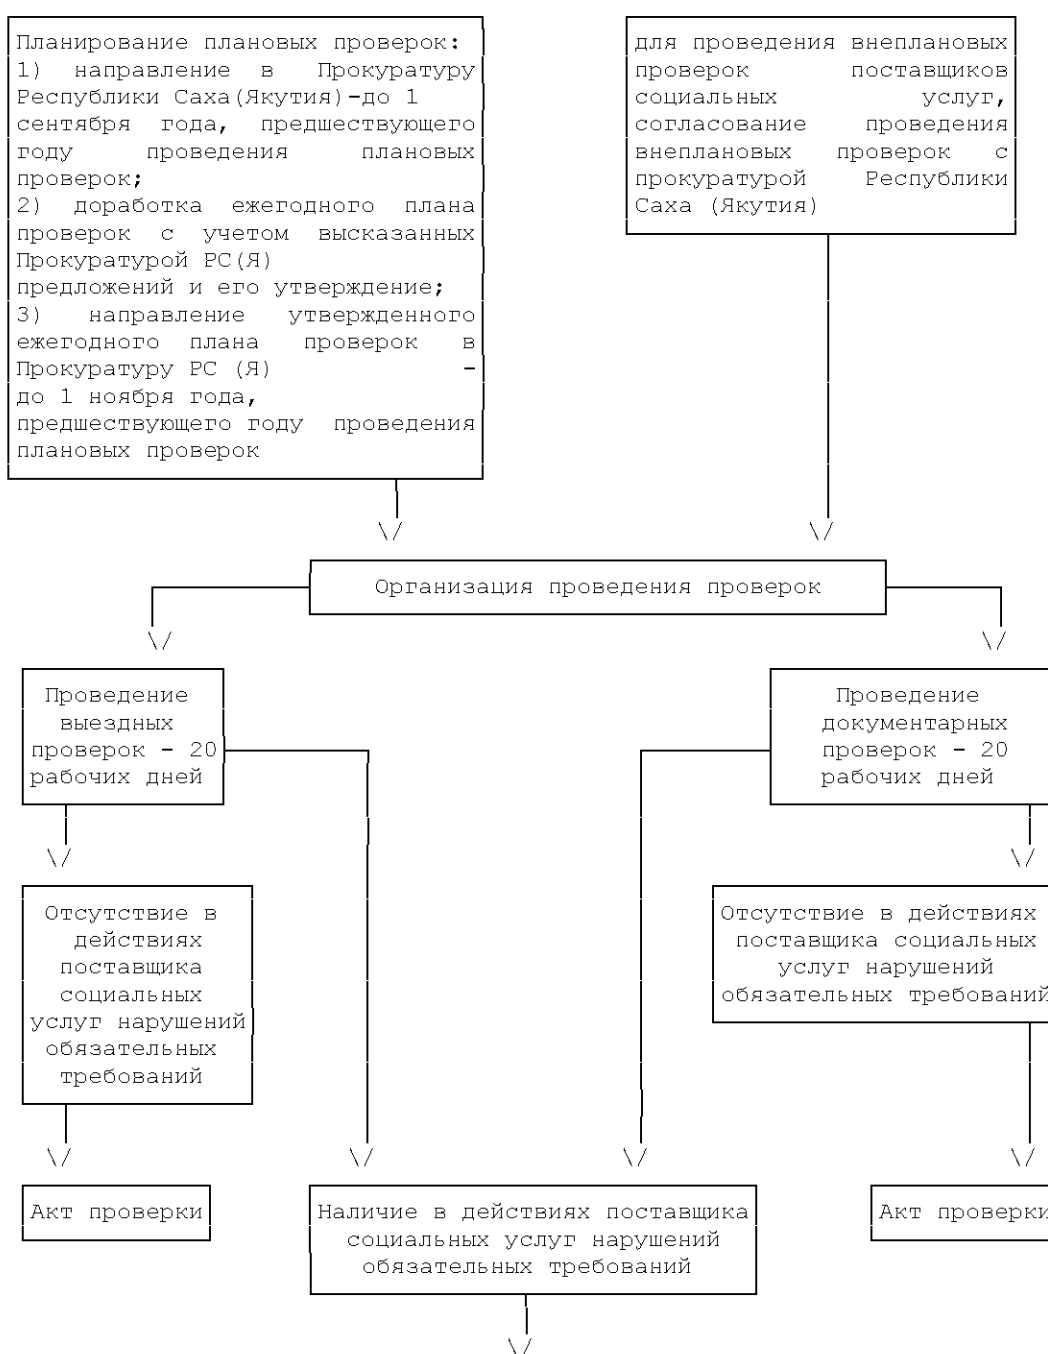 Планирование плановых проверок:
1) направление в Прокуратуру
Республики Саха(Якутия)-до 1
сентября года, предшествующего
году проведения плановых
проверок;
2) доработка ежегодного плана
проверок с учетом высказанных
Прокуратурой РС(Я)
предложений и его утверждение;
3) направление утвержденного
ежегодного плана проверок в
Прокуратуру РС (Я) -
до 1 ноября года,
предшествующего году проведения
плановых проверок
для проведения внеплановых
проверок поставщиков
социальных услуг,
согласование проведения
внеплановых проверок с
прокуратурой Республики
Саха (Якутия)
Организация проведения проверок
Проведение
выездных
проверок - 20
рабочих дней
Проведение
документарных
проверок - 20
рабочих дней
Отсутствие в
действиях
поставщика
социальных
услуг нарушений
обязательных
требований
Отсутствие в действиях
поставщика социальных
услуг нарушений
обязательных требований
Акт проверки
Наличие в действиях поставщика
социальных услуг нарушений
обязательных требований
Акт проверки